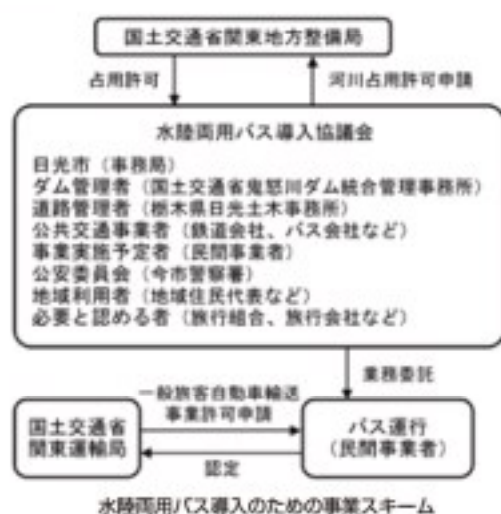 国土交通省関東地方整備局
占用許可
河川占用許可申請
水陸両用バス導入協議会
日光市（事務局）
ダム管理者（国土交通省鬼怒川ダム統合管理事務所）
道路管理者（栃木県日光土木事務所）
公共交通事業者（鉄道会社、バス会社など）
事業実施予定者（民間事業者）
公安委員会（今市警察署）
地域利用者（地域住民代表など）
必要と認める者（旅行組合、旅行会社など）
業務委託
一般旅客自動車輸送
事業許可申請
国土交通省
関東運輸局
バス運行
（民間事業者）
認定
水陸両用バス導入のための事業スキーム